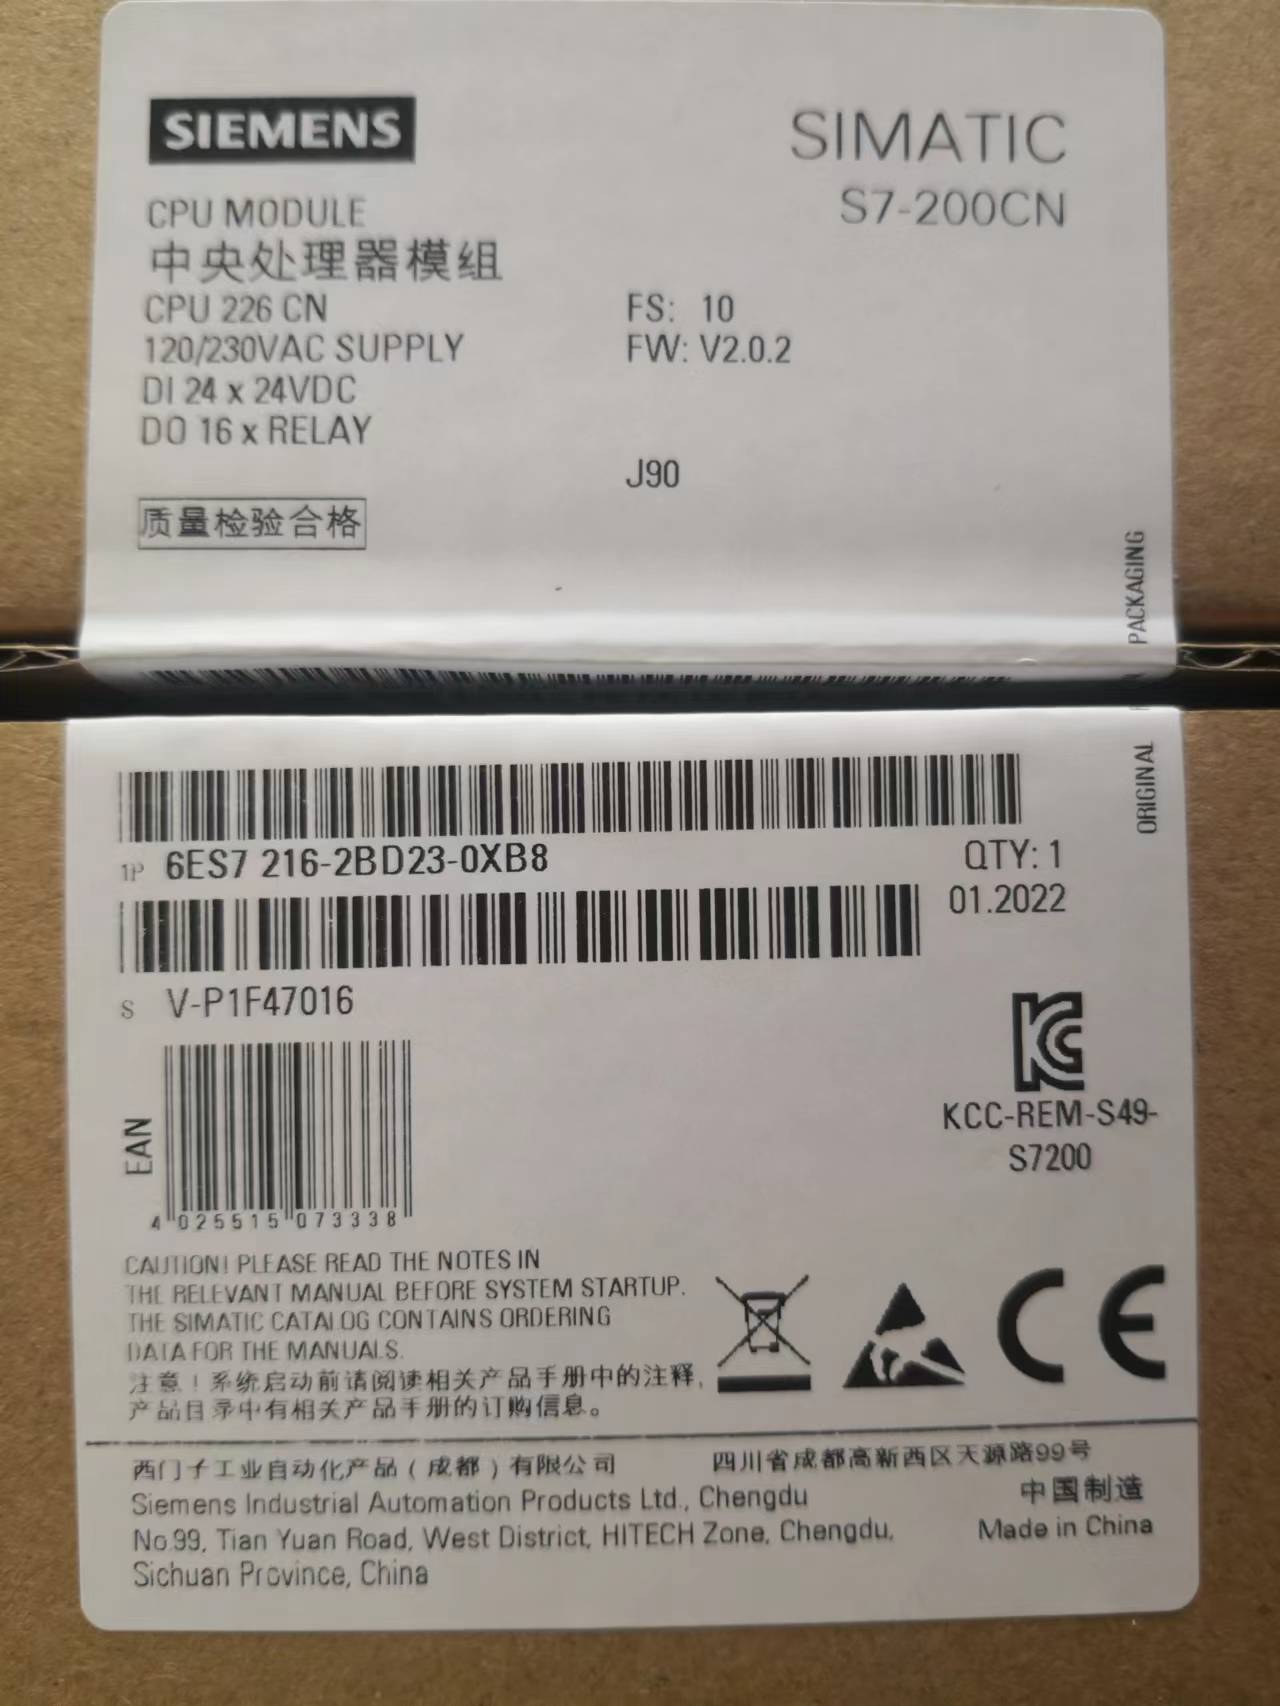 SIEMENS
SIMATIC
S7-200CN
CPU MODULE
中央处理器模组
CPU 226 CN
FS: 10
120/230VAC SUPPLY
FW: V2.0.2
DI 24 x 24VDC
DO 16 x RELAY
J90
质量检验合格
PACKAGING
ORIGINAL
1P 6ES7 216-2BD23-0XB8
QTY: 1
01.2022
S V-P1F47016
KCC-REM-S49-
S7200
EAN
4 025515 073338
CAUTION! PLEASE READ THE NOTES IN
THE RELEVANT MANUAL BEFORE SYSTEM STARTUP.
THE SIMATIC CATALOG CONTAINS ORDERING
DATA FOR THE MANUALS.
注意！系统启动前请阅读相关产品手册中的注释，
产品目录中有相关产品手册的订购信息。
CE
西门子工业自动化产品（成都）有限公司 四川省成都高新西区天源路99号
Siemens Industrial Automation Products Ltd., Chengdu
中国制造
No.99, Tian Yuan Road, West District, HITECH Zone, Chengdu,
Made in China
Sichuan Province, China